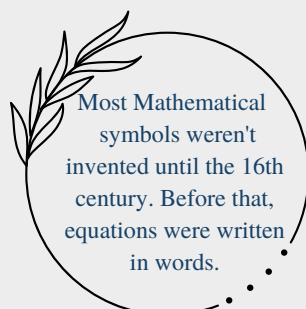 Most Mathematical
symbols weren't
invented until the 16th
century. Before that,
equations were written
in words.